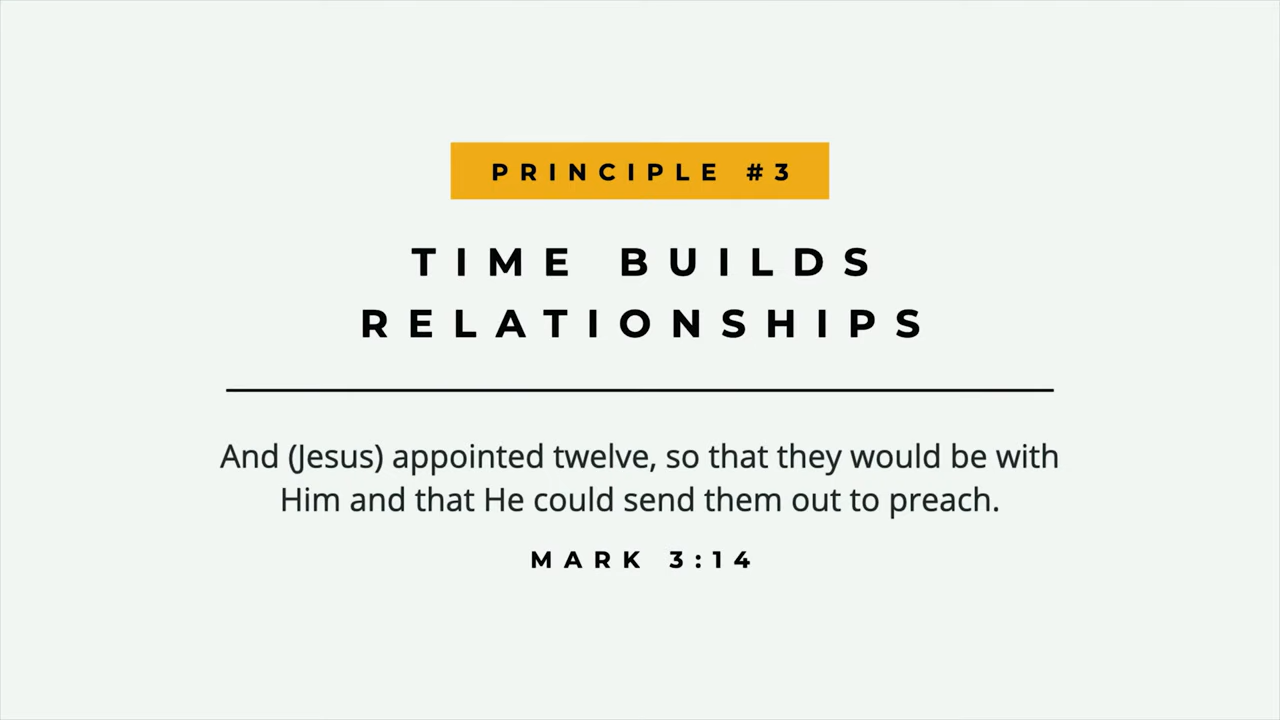 PRINCIPLE #3
TIME BUILDS
RELATIONSHIPS
And (Jesus) appointed twelve, so that they would be with
Him and that He could send them out to preach.
MARK 3:14